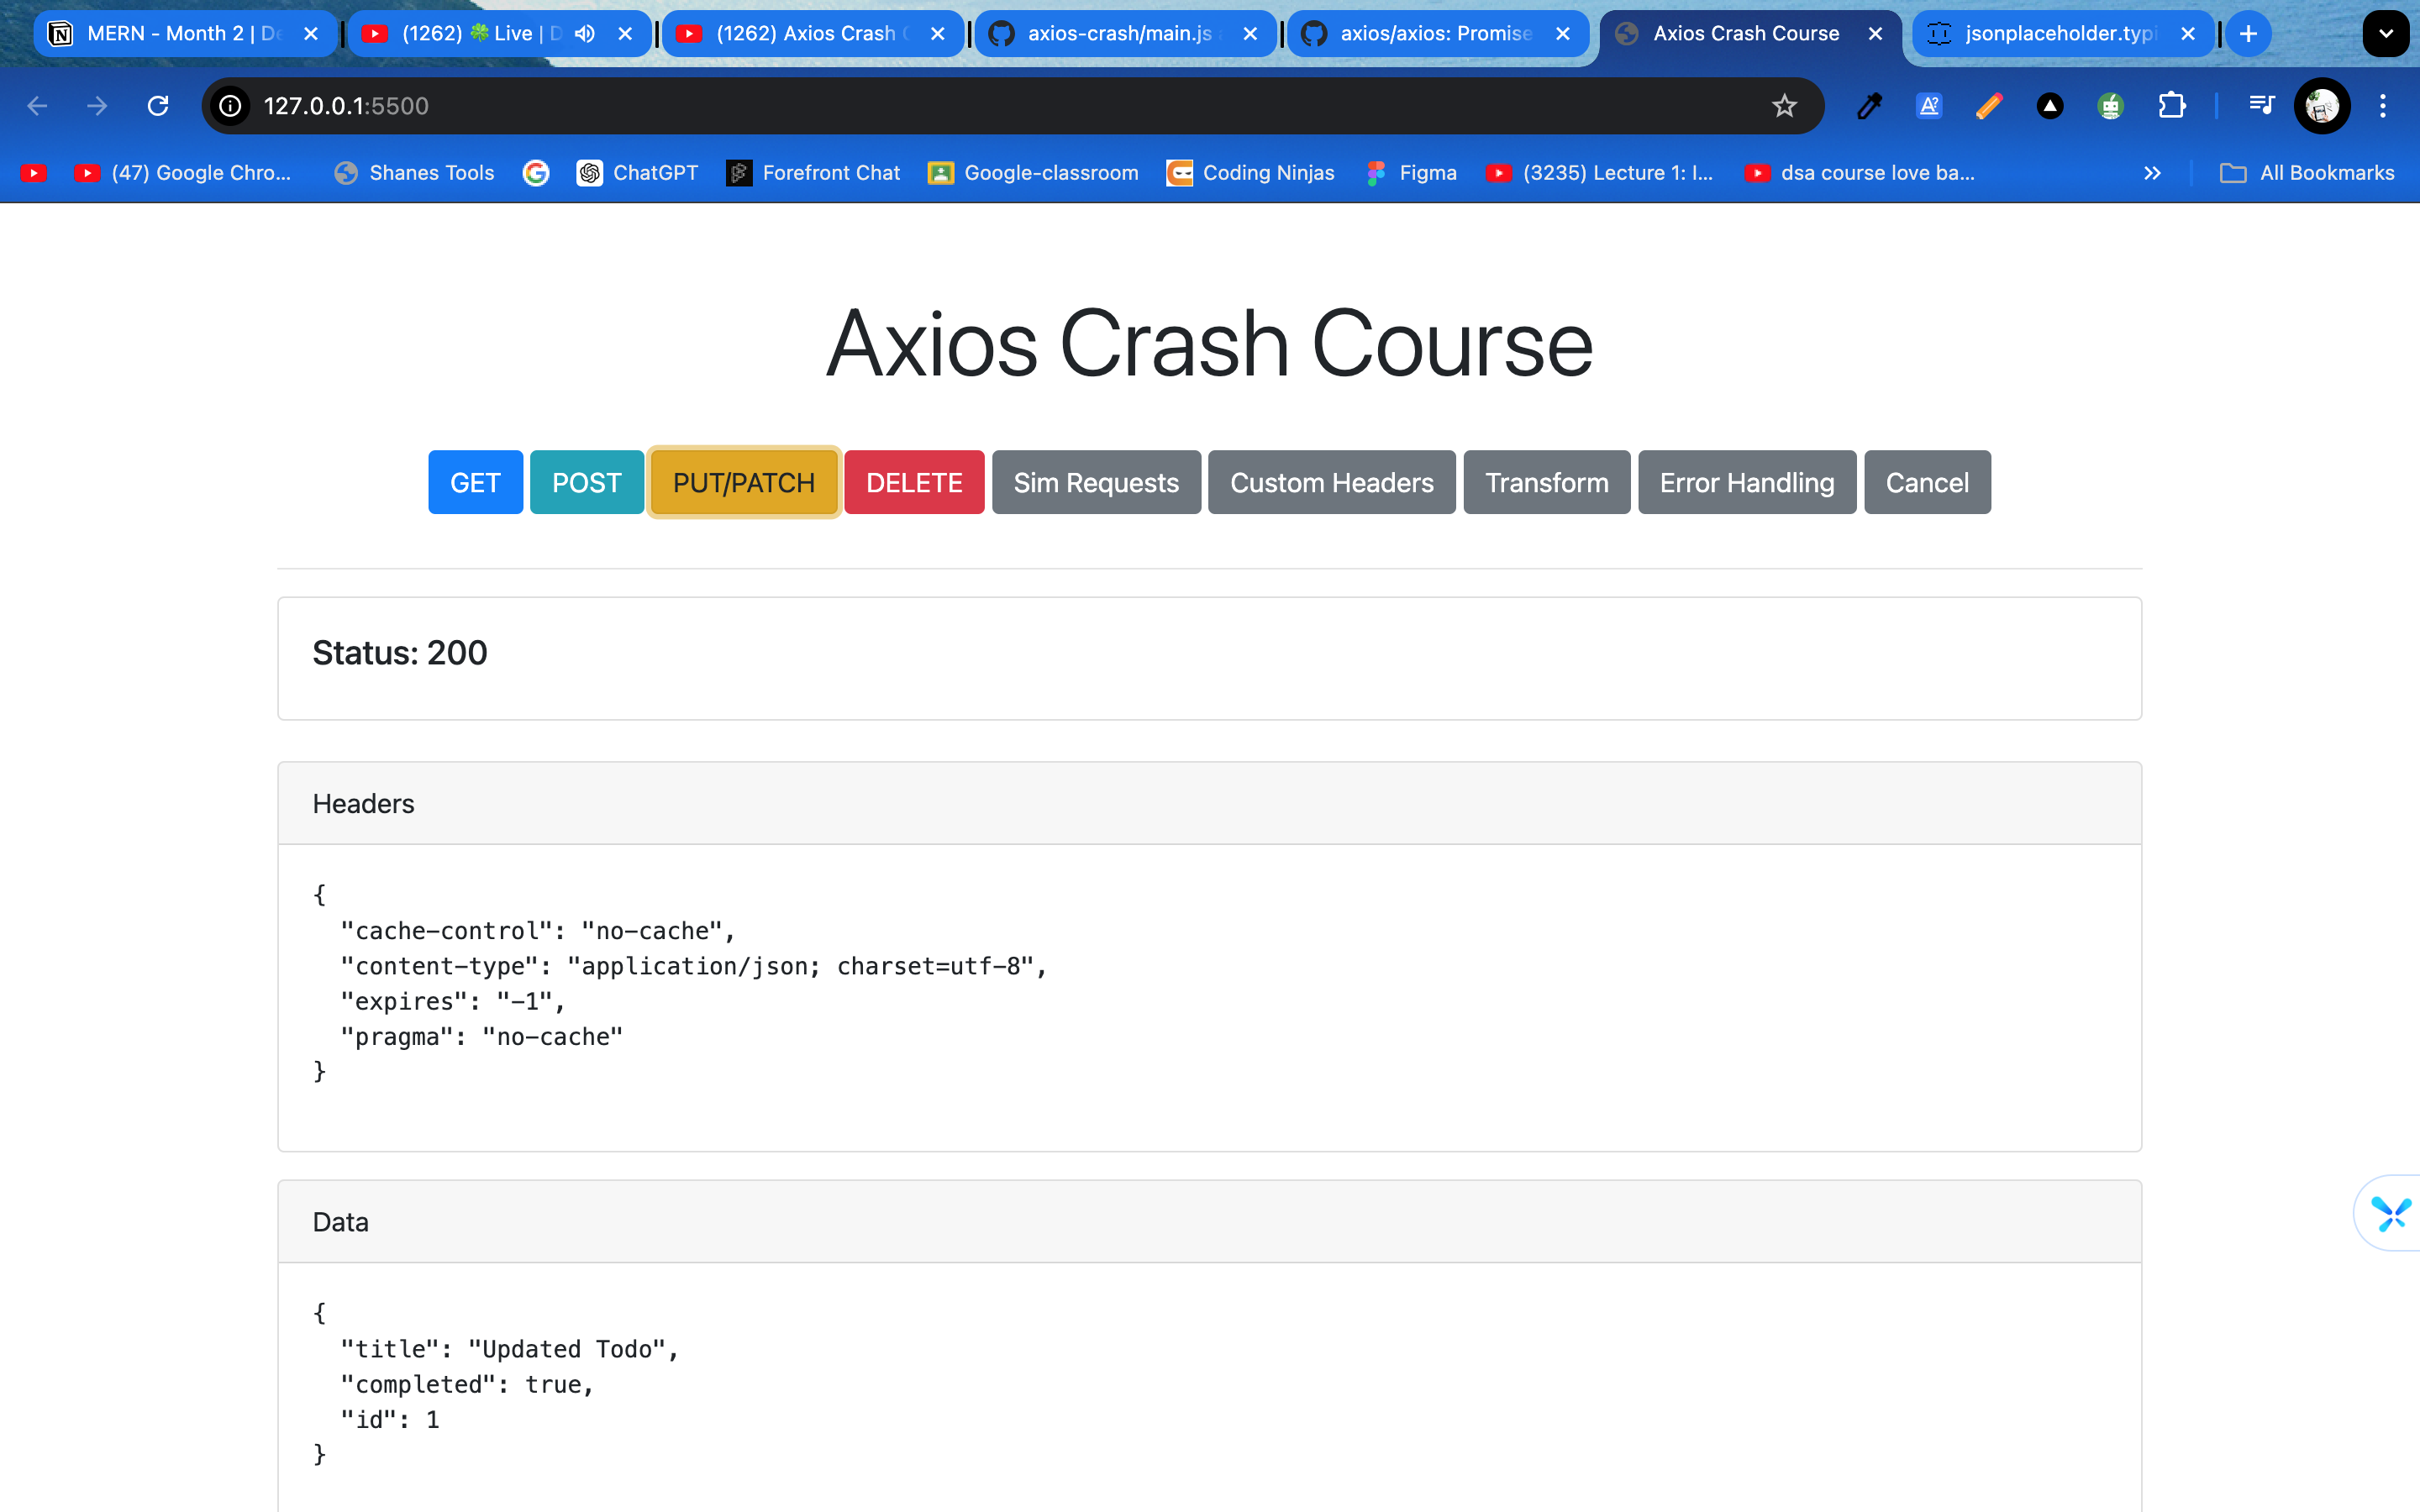 MERN - Month 2 | De
(1262) 🍀Live | D
(1262) Axios Crash C
axios-crash/main.js
axios/axios: Promise
Axios Crash Course
jsonplaceholder.typi
127.0.0.1:5500
(47) Google Chro...
Shanes Tools
ChatGPT
Forefront Chat
Google-classroom
Coding Ninjas
Figma
(3235) Lecture 1: I...
dsa course love ba...
All Bookmarks
Axios Crash Course
GET
POST
PUT/PATCH
DELETE
Sim Requests
Custom Headers
Transform
Error Handling
Cancel
Status: 200
Headers
{
"cache-control": "no-cache",
"content-type": "application/json; charset=utf-8",
"expires": "-1",
"pragma": "no-cache"
}
Data
{
"title": "Updated Todo",
"completed": true,
"id": 1
}